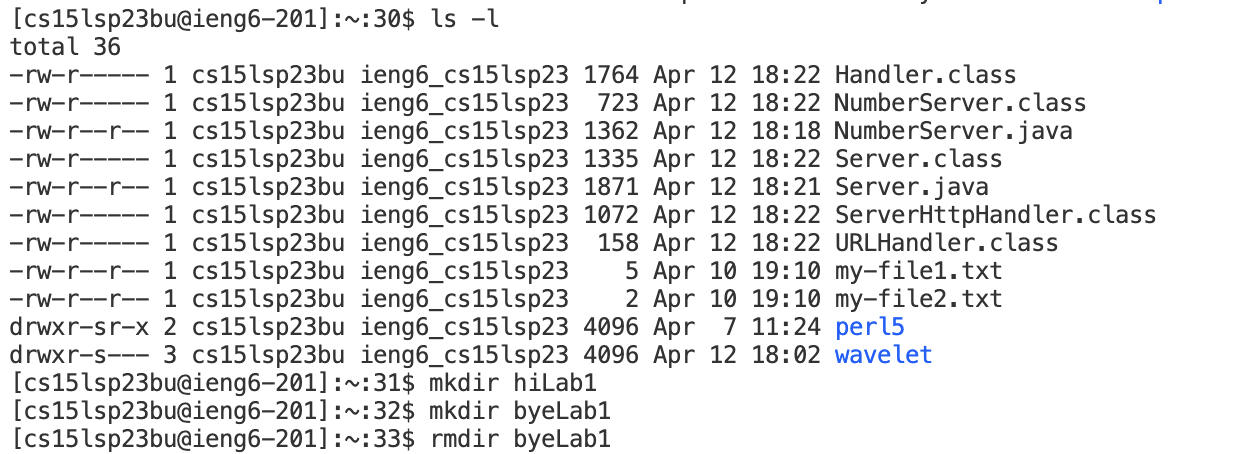 [cs15lsp23bu@ieng6-201]:~:30$ ls -l
total 36
-rw-r----- 1 cs15lsp23bu ieng6_cs15lsp23 1764 Apr 12 18:22 Handler.class
-rw-r----- 1 cs15lsp23bu ieng6_cs15lsp23  723 Apr 12 18:22 NumberServer.class
-rw-r--r-- 1 cs15lsp23bu ieng6_cs15lsp23 1362 Apr 12 18:18 NumberServer.java
-rw-r----- 1 cs15lsp23bu ieng6_cs15lsp23 1335 Apr 12 18:22 Server.class
-rw-r--r-- 1 cs15lsp23bu ieng6_cs15lsp23 1871 Apr 12 18:21 Server.java
-rw-r----- 1 cs15lsp23bu ieng6_cs15lsp23 1072 Apr 12 18:22 ServerHttpHandler.class
-rw-r----- 1 cs15lsp23bu ieng6_cs15lsp23  158 Apr 12 18:22 URLHandler.class
-rw-r--r-- 1 cs15lsp23bu ieng6_cs15lsp23    5 Apr 10 19:10 my-file1.txt
-rw-r--r-- 1 cs15lsp23bu ieng6_cs15lsp23    2 Apr 10 19:10 my-file2.txt
drwxr-sr-x 2 cs15lsp23bu ieng6_cs15lsp23 4096 Apr  7 11:24 perl5
drwxr-s--- 3 cs15lsp23bu ieng6_cs15lsp23 4096 Apr 12 18:02 wavelet
[cs15lsp23bu@ieng6-201]:~:31$ mkdir hiLab1
[cs15lsp23bu@ieng6-201]:~:32$ mkdir byeLab1
[cs15lsp23bu@ieng6-201]:~:33$ rmdir byeLab1